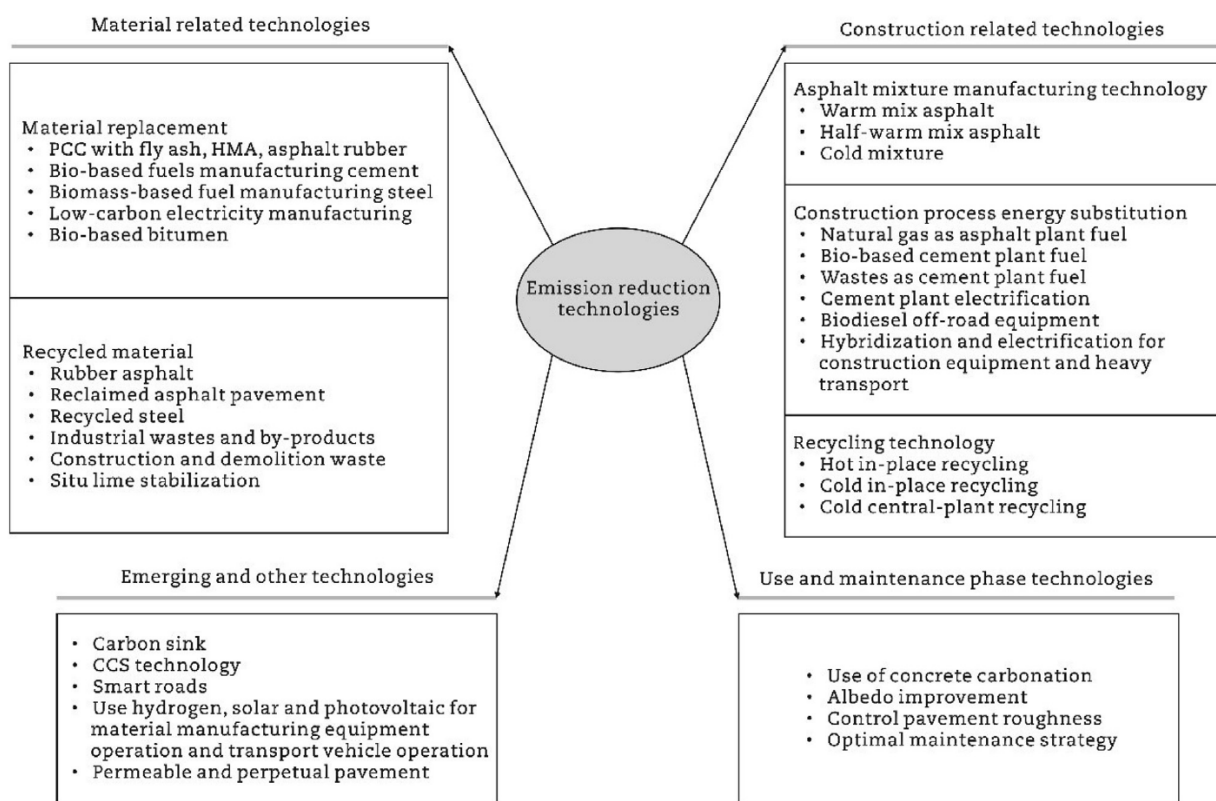 Material related technologies
Material replacement
• PCC with fly ash, HMA, asphalt rubber
• Bio-based fuels manufacturing cement
• Biomass-based fuel manufacturing steel
• Low-carbon electricity manufacturing
• Bio-based bitumen
Recycled material
• Rubber asphalt
• Reclaimed asphalt pavement
• Recycled steel
• Industrial wastes and by-products
• Construction and demolition waste
• Situ lime stabilization
Construction related technologies
Asphalt mixture manufacturing technology
• Warm mix asphalt
• Half-warm mix asphalt
• Cold mixture
Construction process energy substitution
• Natural gas as asphalt plant fuel
• Bio-based cement plant fuel
• Wastes as cement plant fuel
• Cement plant electrification
• Biodiesel off-road equipment
• Hybridization and electrification for
construction equipment and heavy
transport
Recycling technology
• Hot in-place recycling
• Cold in-place recycling
• Cold central-plant recycling
Emission reduction
technologies
Emerging and other technologies
• Carbon sink
• CCS technology
• Smart roads
• Use hydrogen, solar and photovoltaic for
material manufacturing equipment
operation and transport vehicle operation
• Permeable and perpetual pavement
Use and maintenance phase technologies
• Use of concrete carbonation
• Albedo improvement
• Control pavement roughness
• Optimal maintenance strategy